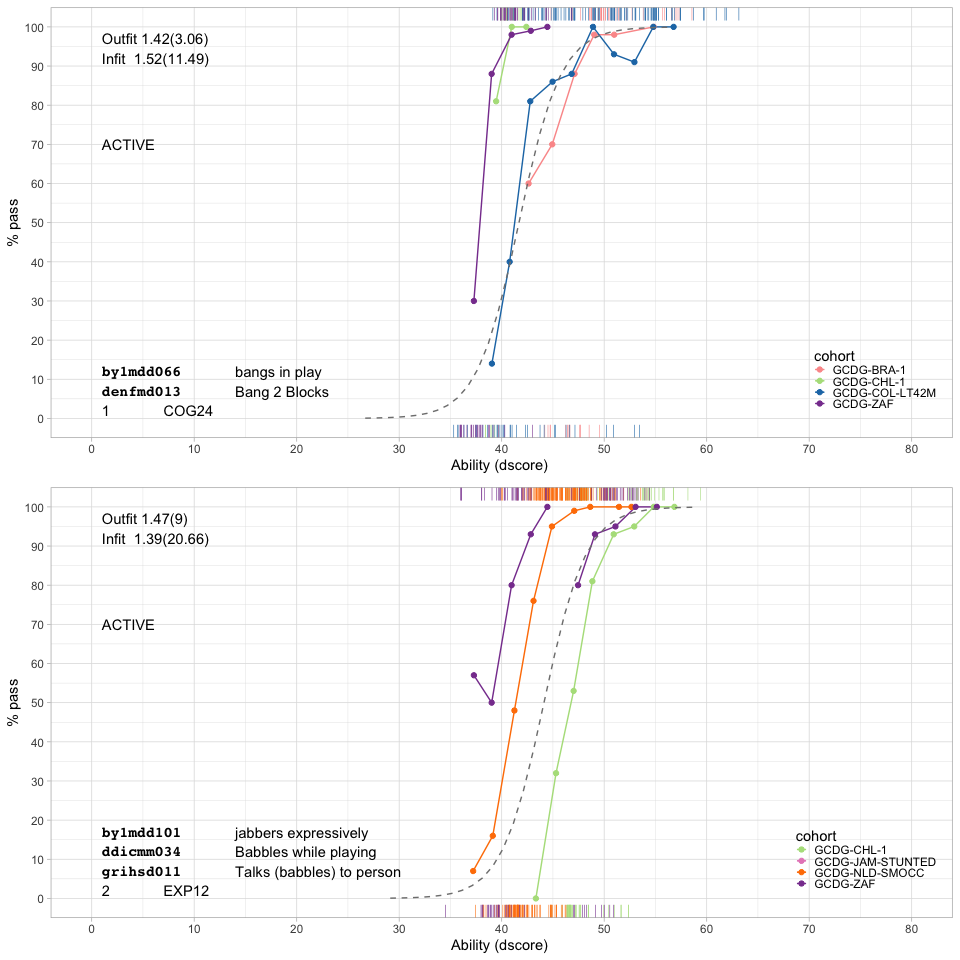 100
90
80
70
60
50
40
30
20
10
0
% pass
Outfit 1.42(3.06)
Infit 1.52(11.49)
ACTIVE
by1mdd066 bangs in play
denfmd013 Bang 2 Blocks
1 COG24
cohort
GCDG-BRA-1
GCDG-CHL-1
GCDG-COL-LT42M
GCDG-ZAF
0 10 20 30 40 50 60 70 80
Ability (dscore)
100
90
80
70
60
50
40
30
20
10
0
% pass
Outfit 1.47(9)
Infit 1.39(20.66)
ACTIVE
by1mdd101 jabbers expressively
ddicmm034 Babbles while playing
grihsd011 Talks (babbles) to person
2 EXP12
cohort
GCDG-CHL-1
GCDG-JAM-STUNTED
GCDG-NLD-SMOCC
GCDG-ZAF
0 10 20 30 40 50 60 70 80
Ability (dscore)